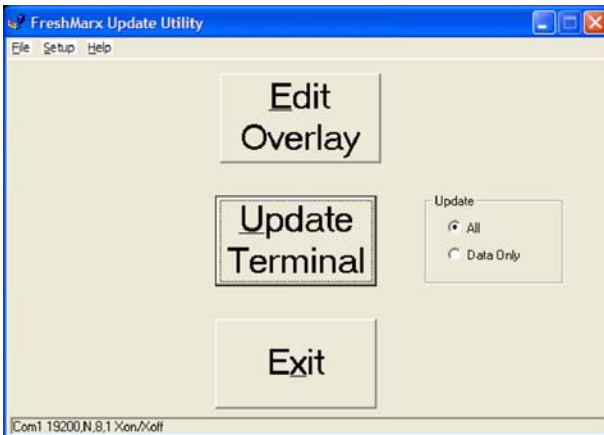 FreshMarx Update Utility
File Setup Help
Edit
Overlay
Update
Terminal
Update
All
Data Only
Exit
Com1 19200,N,8,1 Xon/Xoff